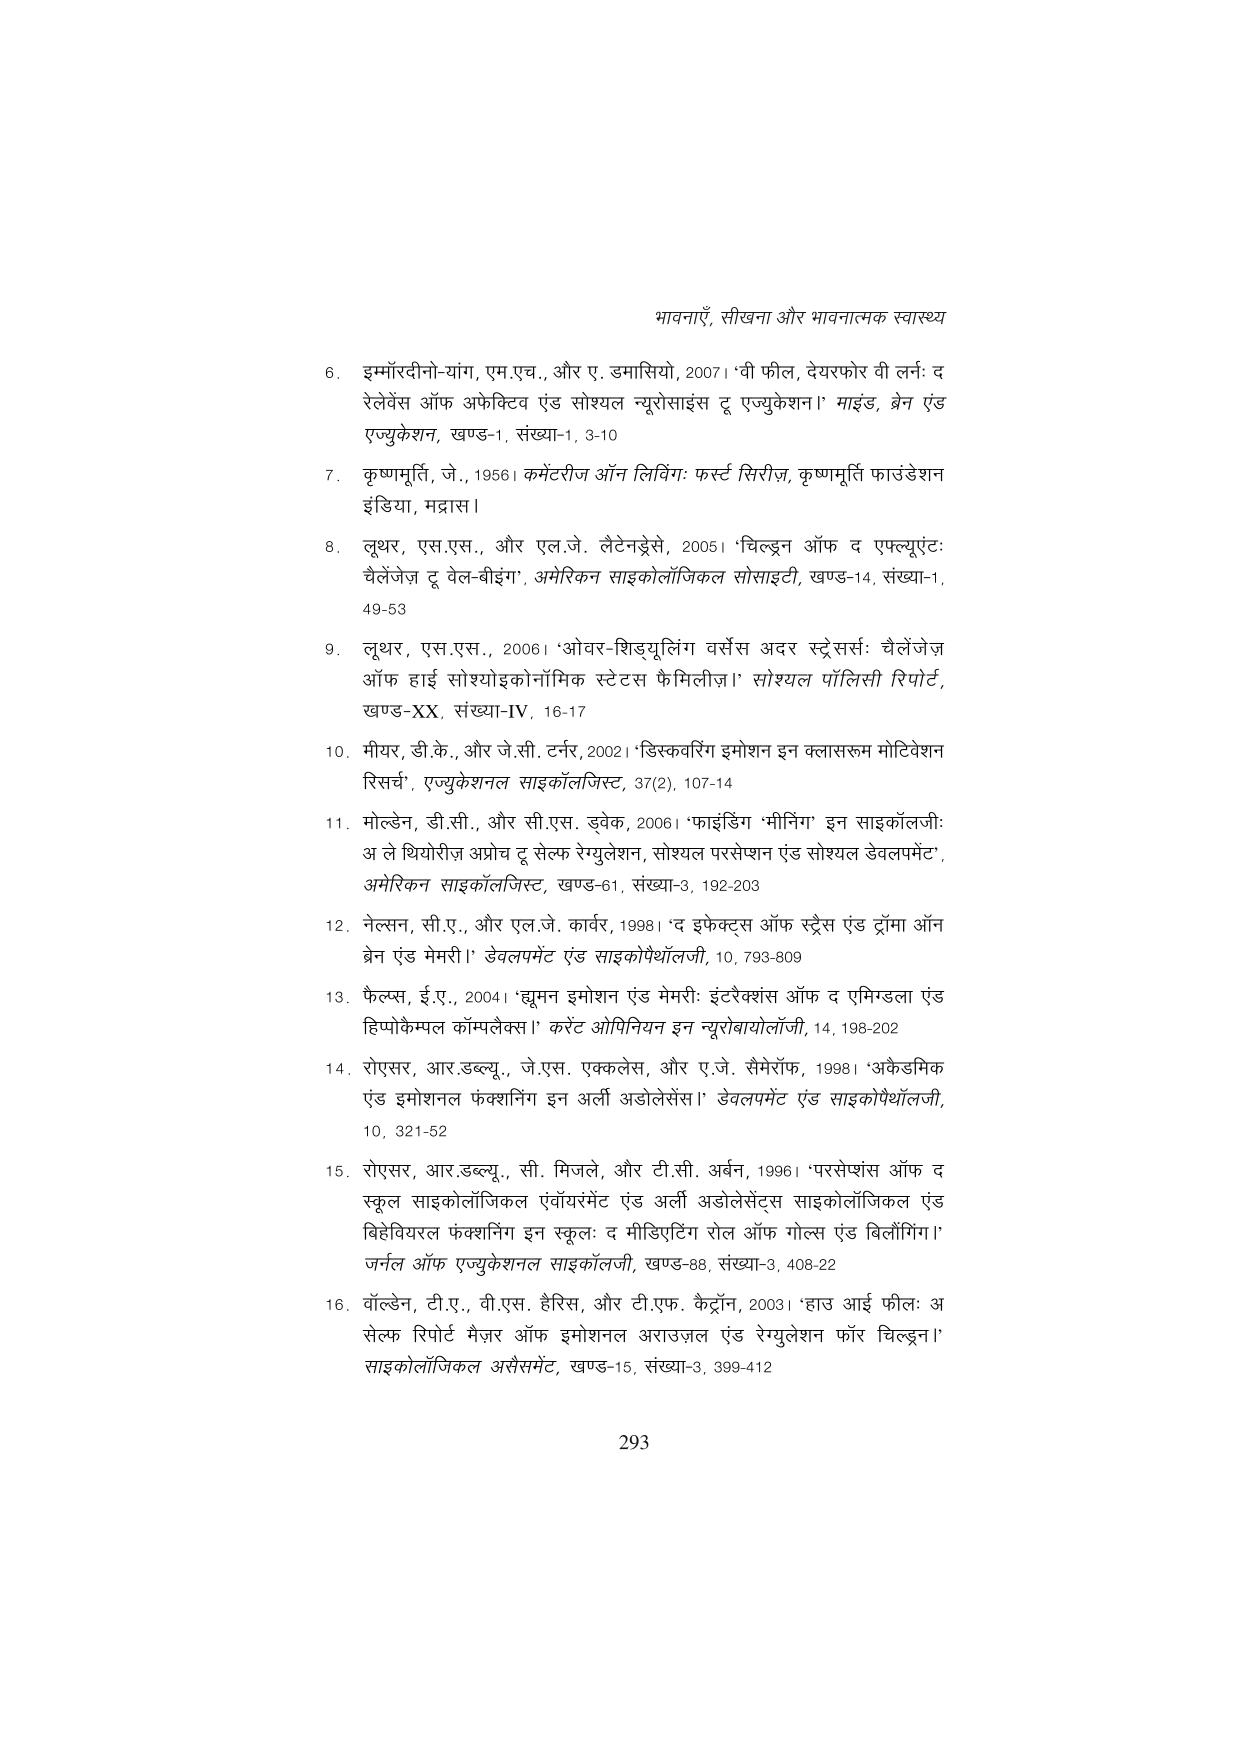 भावनाएँ, सीखना और भावनात्मक स्वास्थ्य
6. इम्मॉरदीनो-यांग, एम.एच., और ए. डमासियो, 2007। ‘वी फील, देयरफोर वी लर्नः द
रेलेवेंस ऑफ अफेक्टिव एंड सोश्यल न्यूरोसाइंस टू एज्युकेशन।’ माइंड, ब्रेन एंड
एज्युकेशन, खण्ड-1, संख्या-1, 3-10
7. कृष्णमूर्ति, जे., 1956। कमेंटरीज ऑन लिविंगः फर्स्ट सिरीज़, कृष्णमूर्ति फाउंडेशन
इंडिया, मद्रास।
8. लूथर, एस.एस., और एल.जे. लैटेनड्रेसे, 2005। ‘चिल्ड्रन ऑफ द एफ्ल्यूएंटः
चैलेंजेज़ टू वेल-बीइंग’, अमेरिकन साइकोलॉजिकल सोसाइटी, खण्ड-14, संख्या-1,
49-53
9. लूथर, एस.एस., 2006। ‘ओवर-शिड्यूलिंग वर्सेस अदर स्ट्रेसर्सः चैलेंजेज़
ऑफ हाई सोश्योइकोनॉमिक स्टेटस फैमिलीज़।’ सोश्यल पॉलिसी रिपोर्ट,
खण्ड-XX, संख्या-IV, 16-17
10. मीयर, डी.के., और जे.सी. टर्नर, 2002। ‘डिस्कवरिंग इमोशन इन क्लासरूम मोटिवेशन
रिसर्च’, एज्युकेशनल साइकॉलजिस्ट, 37(2), 107-14
11. मोल्डेन, डी.सी., और सी.एस. ड्वेक, 2006। ‘फाइंडिंग ‘मीनिंग’ इन साइकॉलजीः
अ ले थियोरीज़ अप्रोच टू सेल्फ रेग्युलेशन, सोश्यल परसेप्शन एंड सोश्यल डेवलपमेंट’,
अमेरिकन साइकॉलजिस्ट, खण्ड-61, संख्या-3, 192-203
12. नेल्सन, सी.ए., और एल.जे. कार्वर, 1998। ‘द इफेक्ट्स ऑफ स्ट्रैस एंड ट्रॉमा ऑन
ब्रेन एंड मेमरी।’ डेवलपमेंट एंड साइकोपैथॉलजी, 10, 793-809
13. फैल्प्स, ई.ए., 2004। ‘ह्यूमन इमोशन एंड मेमरीः इंटरैक्शंस ऑफ द एमिग्डला एंड
हिप्पोकैम्पल कॉम्पलैक्स।’ करेंट ओपिनियन इन न्यूरोबायोलॉजी, 14, 198-202
14. रोएसर, आर.डब्ल्यू., जे.एस. एक्कलेस, और ए.जे. सैमेरॉफ, 1998। ‘अकैडमिक
एंड इमोशनल फंक्शनिंग इन अर्ली अडोलेसेंस।’ डेवलपमेंट एंड साइकोपैथॉलजी,
10, 321-52
15. रोएसर, आर.डब्ल्यू., सी. मिजले, और टी.सी. अर्बन, 1996। ‘परसेप्शंस ऑफ द
स्कूल साइकोलॉजिकल एंवॉयरंमेंट एंड अर्ली अडोलेसेंट्स साइकोलॉजिकल एंड
बिहेवियरल फंक्शनिंग इन स्कूलः द मीडिएटिंग रोल ऑफ गोल्स एंड बिलौंगिंग।’
जर्नल ऑफ एज्युकेशनल साइकॉलजी, खण्ड-88, संख्या-3, 408-22
16. वॉल्डेन, टी.ए., वी.एस. हैरिस, और टी.एफ. कैट्रॉन, 2003। ‘हाउ आई फीलः अ
सेल्फ रिपोर्ट मैज़र ऑफ इमोशनल अराउज़ल एंड रेग्युलेशन फॉर चिल्ड्रन।’
साइकोलॉजिकल असैसमेंट, खण्ड-15, संख्या-3, 399-412
293